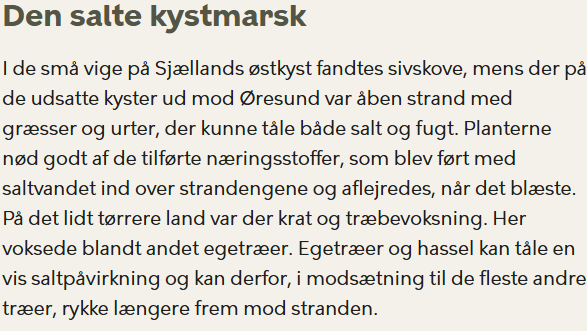 Den salte kystmarsk
I de små vige på Sjællands østkyst fandtes sivskove, mens der på
de udsatte kyster ud mod Øresund var åben strand med
græsser og urter, der kunne tåle både salt og fugt. Planterne
nød godt af de tilførte næringsstoffer, som blev ført med
saltvandet ind over strandengene og aflejredes, når det blæste.
På det lidt tørrere land var der krat og træbevoksning. Her
voksede blandt andet egetræer. Egetræer og hassel kan tåle en
vis saltpåvirkning og kan derfor, i modsætning til de fleste andre
træer, rykke længere frem mod stranden.